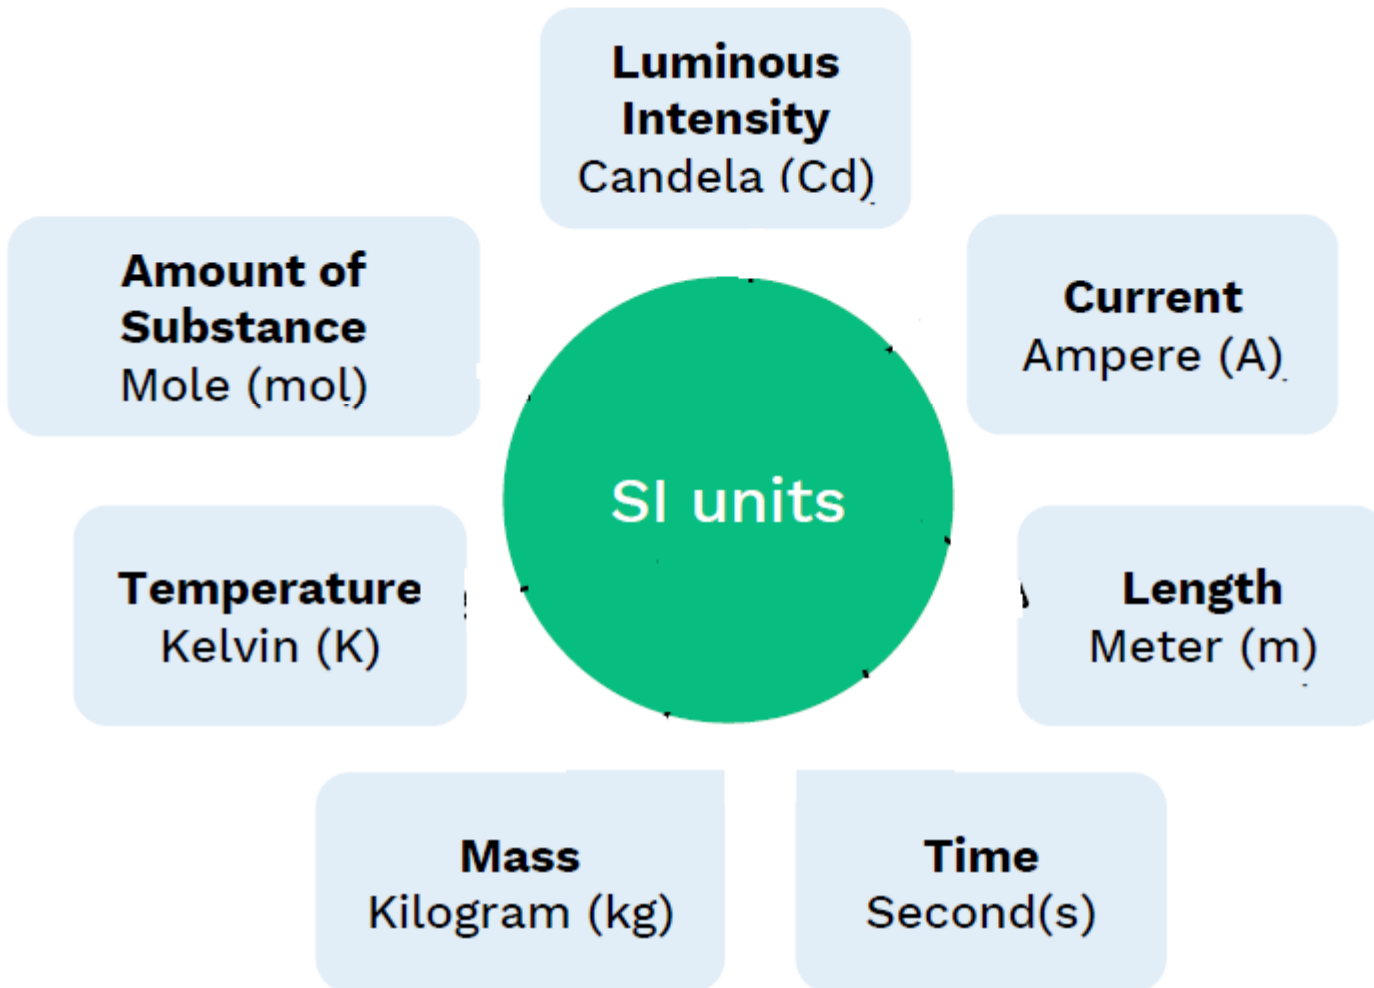 Luminous
Intensity
Candela (Cd)
Amount of
Substance
Mole (mol)
Current
Ampere (A)
SI units
Temperature
Kelvin (K)
Length
Meter (m)
Mass
Kilogram (kg)
Time
Second(s)